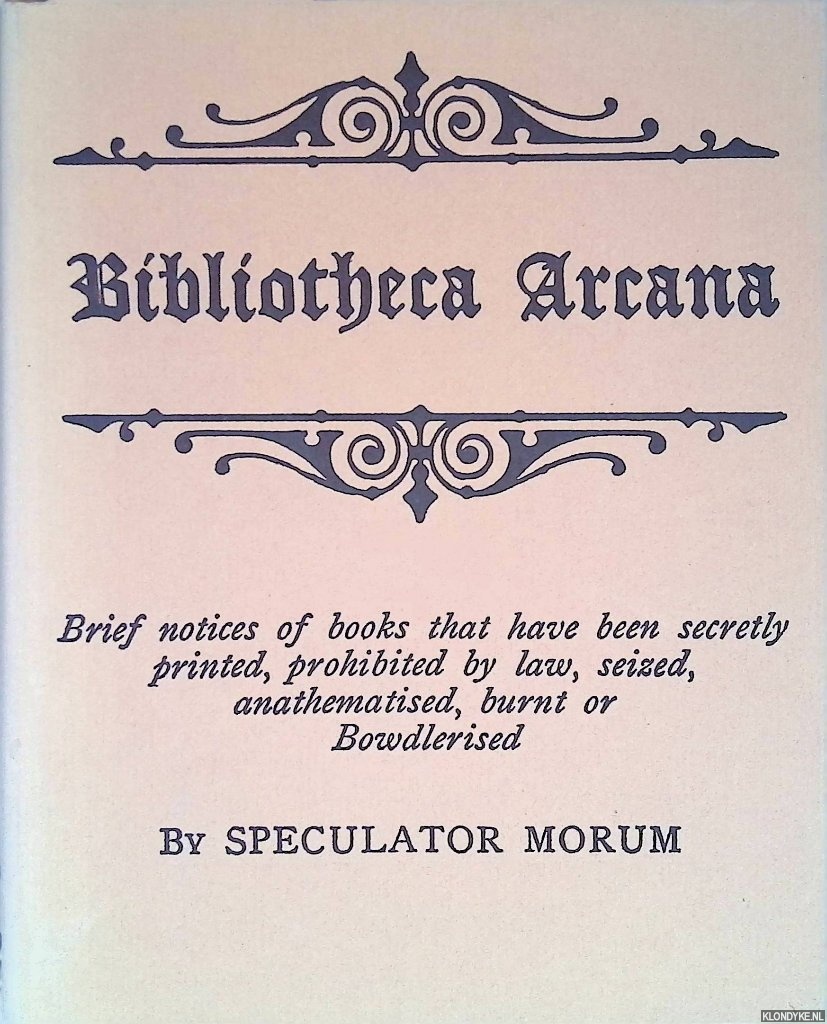 Bibliotheca Arcana
Brief notices of books that have been secretly
printed, prohibited by law, seized,
anathematised, burnt or
Bowdlerised
By SPECULATOR MORUM
KLONDYKE.NL